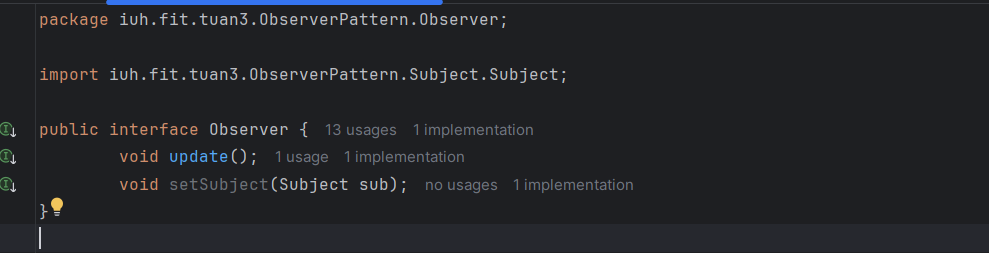 package iuh.fit.tuan3.ObserverPattern.Observer;
import iuh.fit.tuan3.ObserverPattern.Subject.Subject;
public interface Observer { 13 usages 1 implementation
void update(); 1 usage 1 implementation
void setSubject(Subject sub); no usages 1 implementation
}